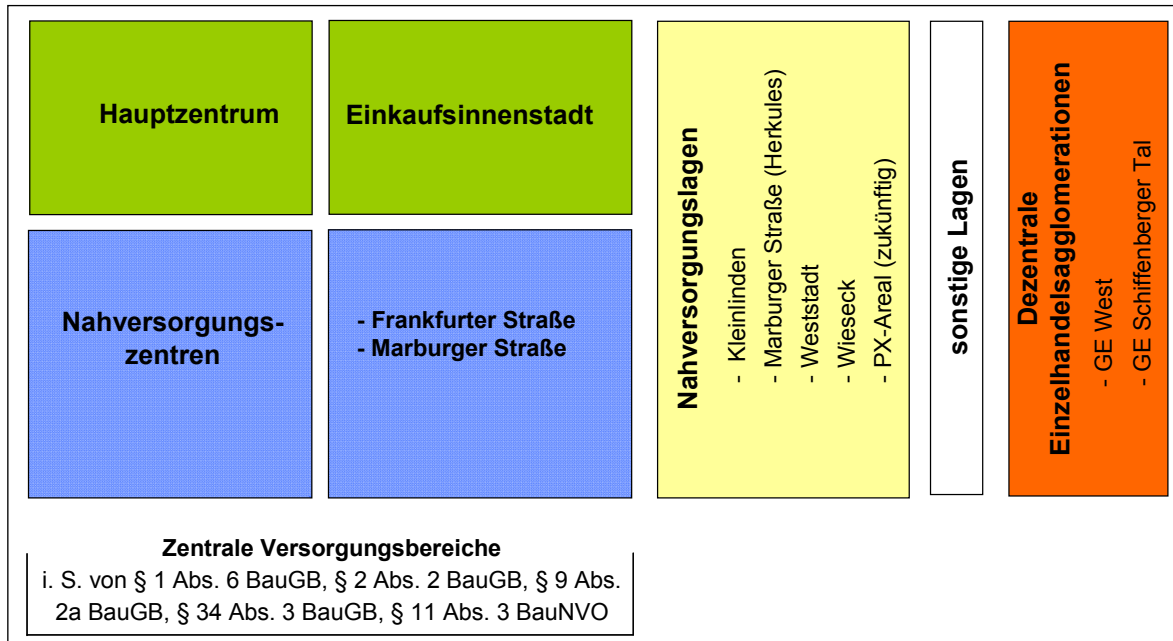 Hauptzentrum
Einkaufsinnenstadt
Nahversorgungs-
zentren
- Frankfurter Straße
- Marburger Straße
Nahversorgungslagen
- Kleinlinden
- Marburger Straße (Herkules)
- Weststadt
- Wieseck
- PX-Areal (zukünftig)
sonstige Lagen
Dezentrale
Einzelhandelsagglomerationen
- GE West
- GE Schiffenberger Tal
Zentrale Versorgungsbereiche
i. S. von § 1 Abs. 6 BauGB, § 2 Abs. 2 BauGB, § 9 Abs.
2a BauGB, § 34 Abs. 3 BauGB, § 11 Abs. 3 BauNVO